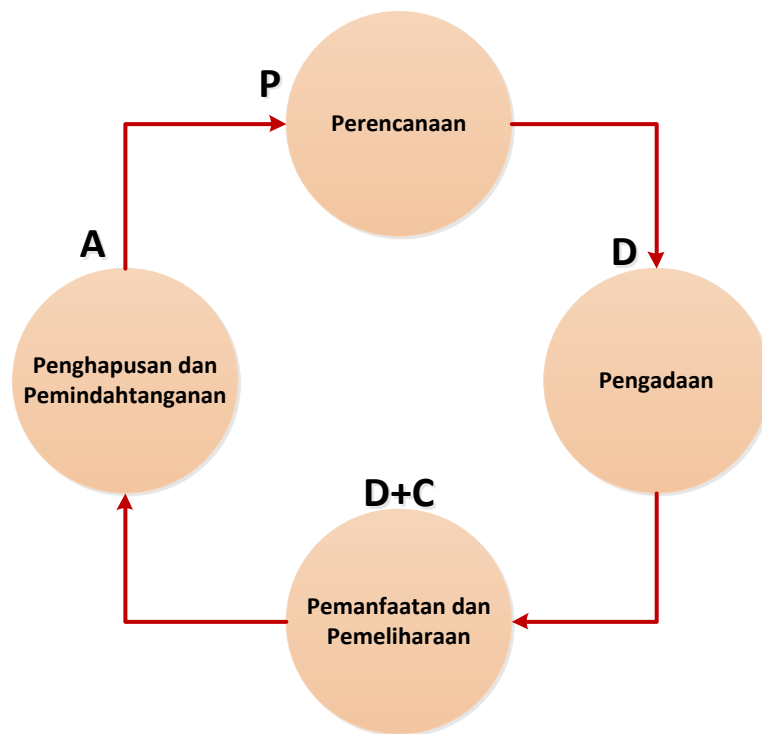 P
Perencanaan
D
Pengadaan
D+C
Pemanfaatan dan
Pemeliharaan
A
Penghapusan dan
Pemindahtanganan